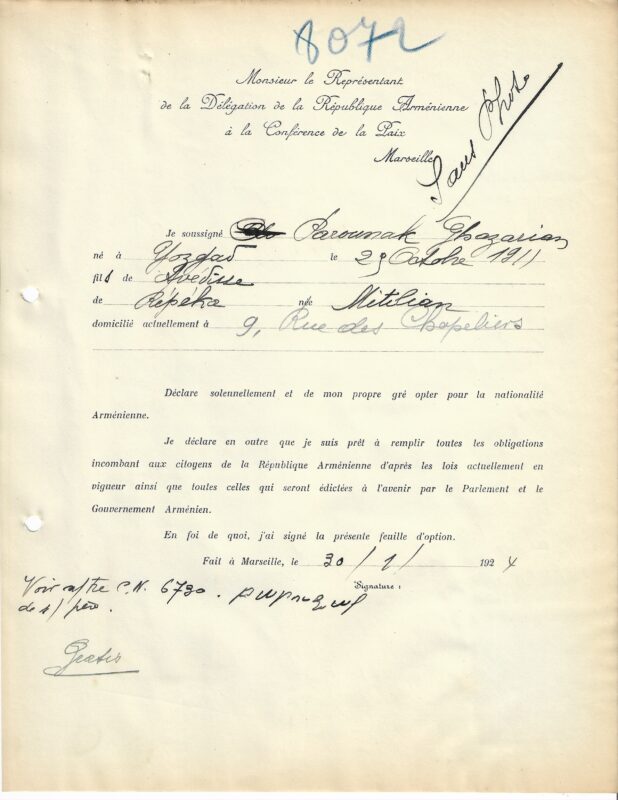 8072
Monsieur le Représentant
de la Délégation de la République Arménienne
à la Conférence de la Paix
Marseille
Sans Photo
Je soussigné Parounak Ghazarian
né à Yozgad le 29 Octobre 1911
fils de Avédisse
de Répéka née Mitilian
domicilié actuellement à 9, Rue des Chapeliers
Déclare solennellement et de mon propre gré opter pour la nationalité
Arménienne.
Je déclare en outre que je suis prêt à remplir toutes les obligations
incombant aux citoyens de la République Arménienne d'après les lois actuellement en
vigueur ainsi que toutes celles qui seront édictées à l'avenir par le Parlement et le
Gouvernement Arménien.
En foi de quoi, j'ai signé la présente feuille d'option.
Fait à Marseille, le 30/1/ 1924
Signature :
Voir C.N. 6730.
de s/ père.
Gratis